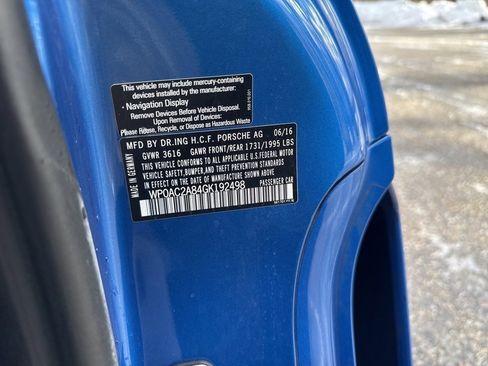 This vehicle may include mercury-containing
devices installed by the manufacturer:
- Navigation Display
Remove Devices Before Vehicle Disposal.
Upon Removal of Devices:
Please Reuse, Recycle, or Dispose as Hazardous Waste
MFD BY DR.ING H.C.F. PORSCHE AG 06/16
GVWR 3616 GAWR FRONT/REAR 1731/1995 LBS
THIS VEHICLE CONFORMS TO ALL APPLICABLE U.S.FEDERAL MOTOR
VEHICLE SAFETY,BUMPER,AND THEFT PREVENTION STANDARDS
IN EFFECT ON THE DATE OF MANUFACTURE SHOWN ABOVE
WP0AC2A84GK192498 PASSENGER CAR
MADE IN GERMANY